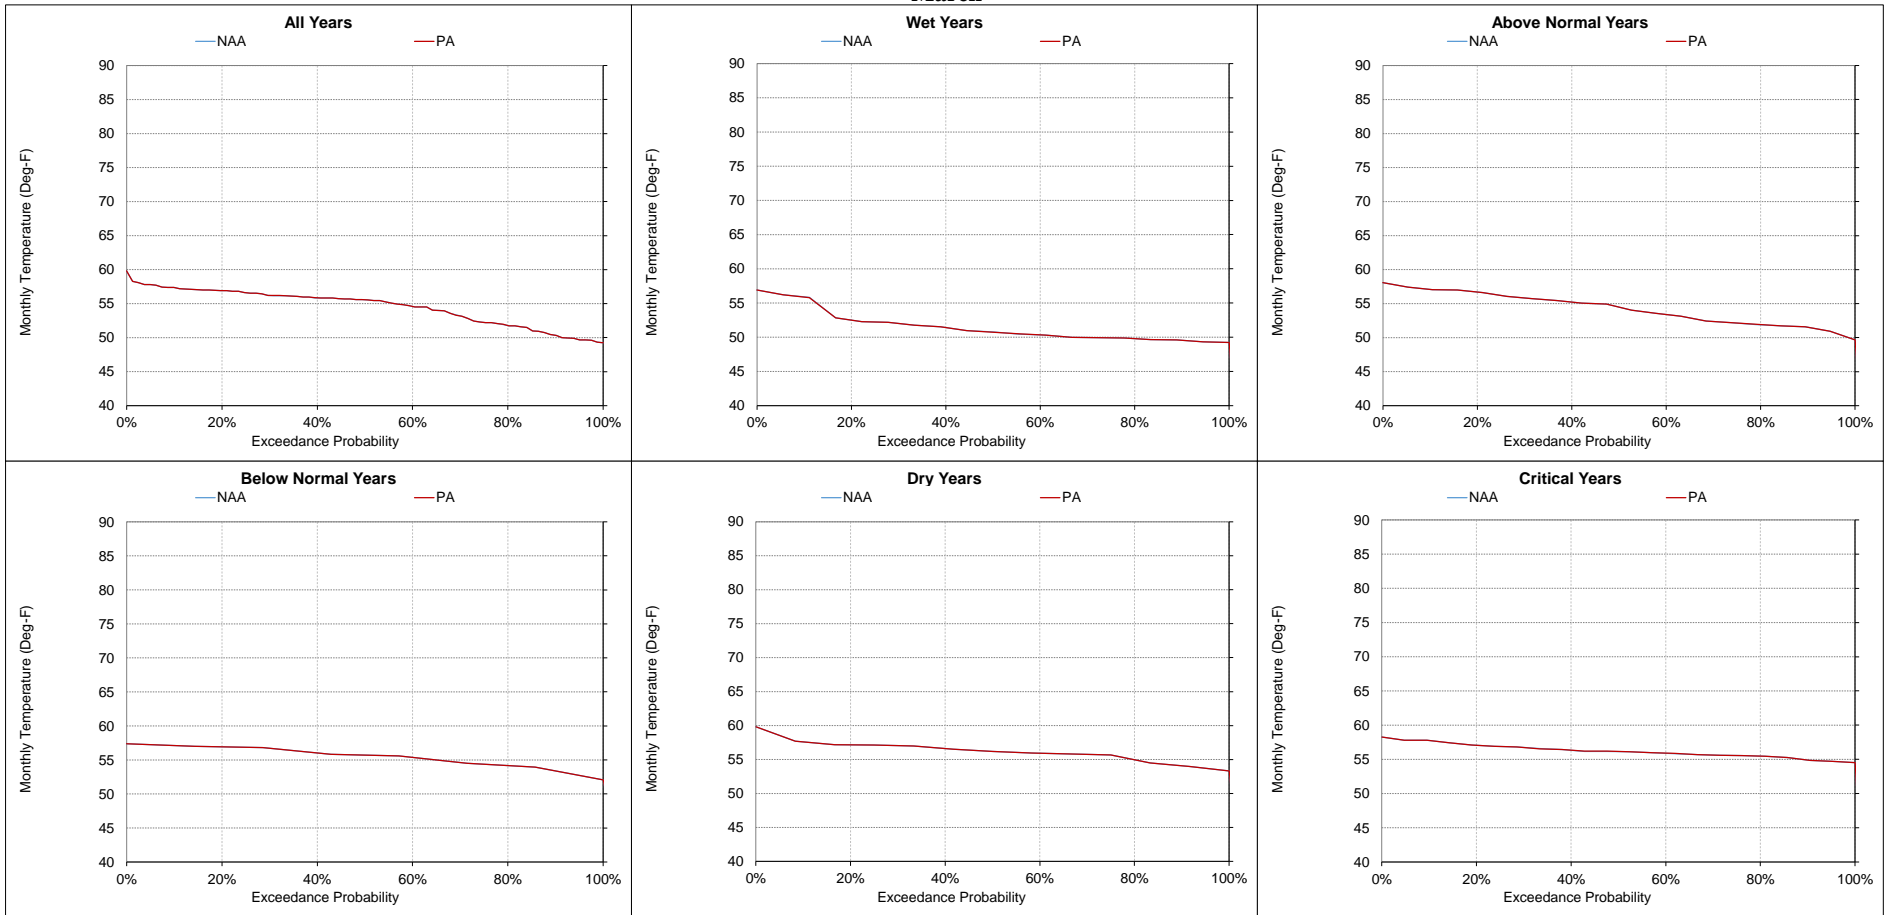 All Years
NAA PA
90
85
80
75
70
65
60
55
50
45
40
0% 20% 40% 60% 80% 100%
Monthly Temperature (Deg-F)
Exceedance Probability
Wet Years
NAA PA
90
85
80
75
70
65
60
55
50
45
40
0% 20% 40% 60% 80% 100%
Monthly Temperature (Deg-F)
Exceedance Probability
Above Normal Years
NAA PA
90
85
80
75
70
65
60
55
50
45
40
0% 20% 40% 60% 80% 100%
Monthly Temperature (Deg-F)
Exceedance Probability
Below Normal Years
NAA PA
90
85
80
75
70
65
60
55
50
45
40
0% 20% 40% 60% 80% 100%
Monthly Temperature (Deg-F)
Exceedance Probability
Dry Years
NAA PA
90
85
80
75
70
65
60
55
50
45
40
0% 20% 40% 60% 80% 100%
Monthly Temperature (Deg-F)
Exceedance Probability
Critical Years
NAA PA
90
85
80
75
70
65
60
55
50
45
40
0% 20% 40% 60% 80% 100%
Monthly Temperature (Deg-F)
Exceedance Probability